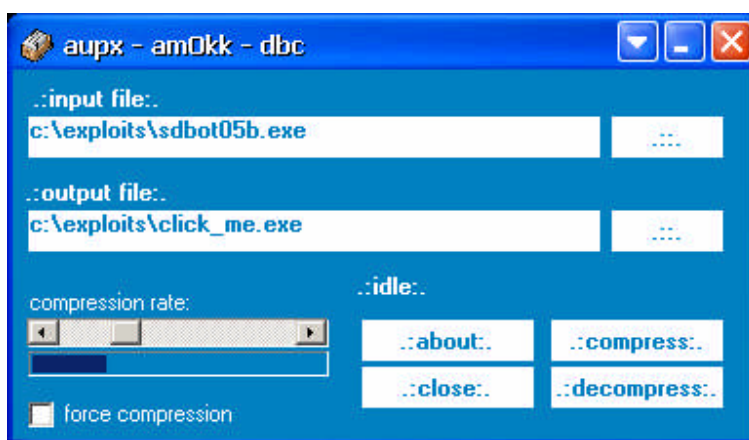 aupx - am0kk - dbc
.:input file:.
c:\exploits\sdbot05b.exe
.::.
.:output file:.
c:\exploits\click_me.exe
.::.
compression rate:
.:idle:.
.:about:.
.:compress:.
.:close:.
.:decompress:.
force compression